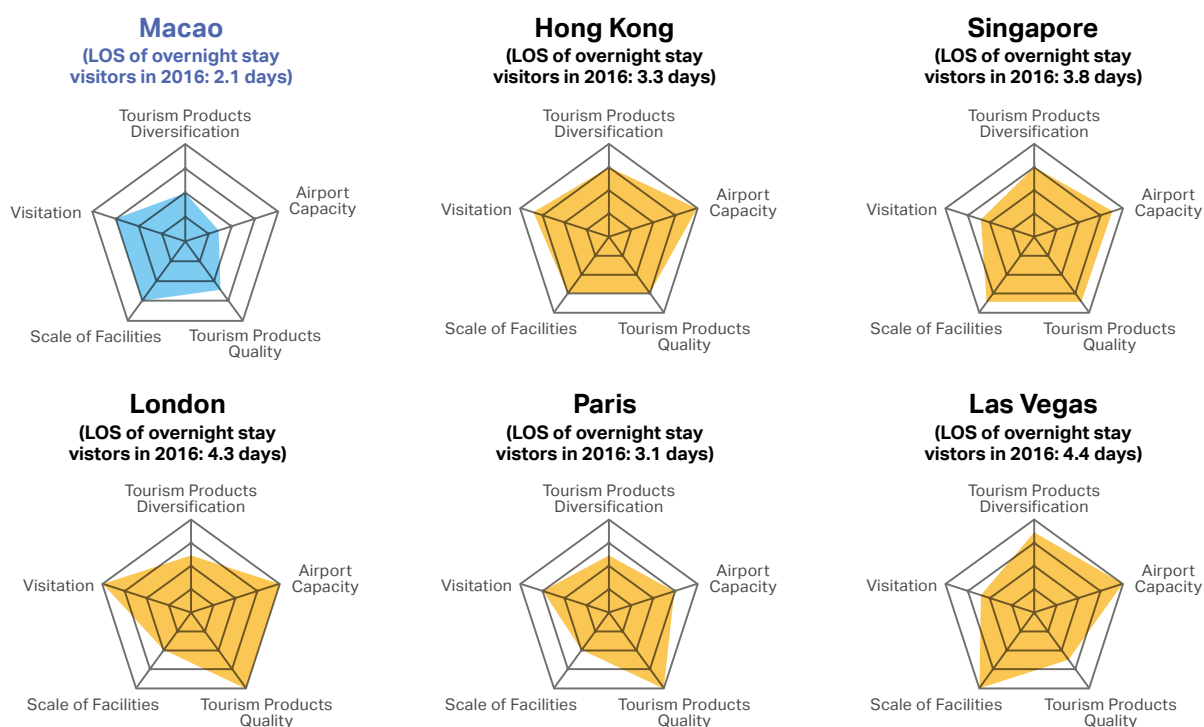 Macao
(LOS of overnight stay
visitors in 2016: 2.1 days)
Tourism Products
Diversification
Airport
Capacity
Visitation
Scale of Facilities
Tourism Products
Quality
Hong Kong
(LOS of overnight stay
vistors in 2016: 3.3 days)
Tourism Products
Diversification
Airport
Capacity
Visitation
Scale of Facilities
Tourism Products
Quality
Singapore
(LOS of overnight stay
vistors in 2016: 3.8 days)
Tourism Products
Diversification
Airport
Capacity
Visitation
Scale of Facilities
Tourism Products
Quality
London
(LOS of overnight stay
vistors in 2016: 4.3 days)
Tourism Products
Diversification
Airport
Capacity
Visitation
Scale of Facilities
Tourism Products
Quality
Paris
(LOS of overnight stay
vistors in 2016: 3.1 days)
Tourism Products
Diversification
Airport
Capacity
Visitation
Scale of Facilities
Tourism Products
Quality
Las Vegas
(LOS of overnight stay
vistors in 2016: 4.4 days)
Tourism Products
Diversification
Airport
Capacity
Visitation
Scale of Facilities
Tourism Products
Quality